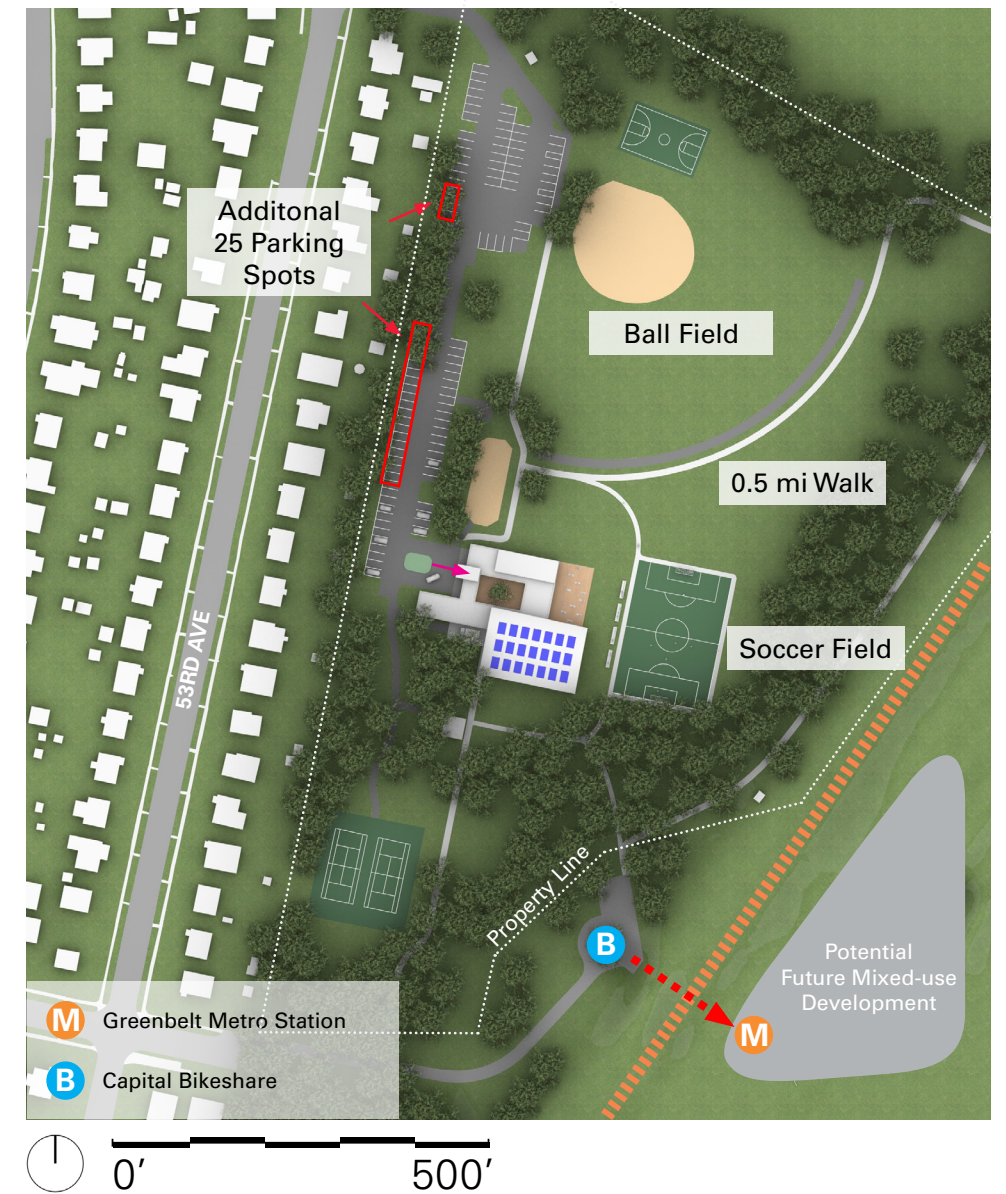 Additonal
25 Parking
Spots
Ball Field
0.5 mi Walk
Soccer Field
53RD AVE
Property Line
B
M
Potential
Future Mixed-use
Development
M Greenbelt Metro Station
B Capital Bikeshare
0’ 500’